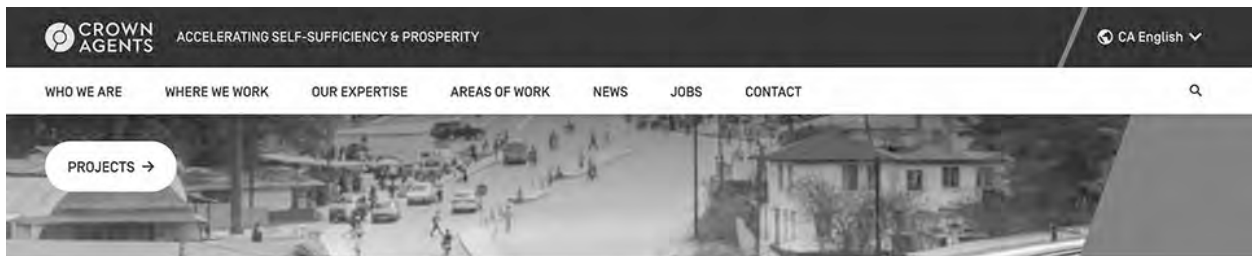 CROWN
AGENTS
ACCELERATING SELF-SUFFICIENCY & PROSPERITY
CA English
WHO WE ARE WHERE WE WORK OUR EXPERTISE AREAS OF WORK NEWS JOBS CONTACT
PROJECTS →